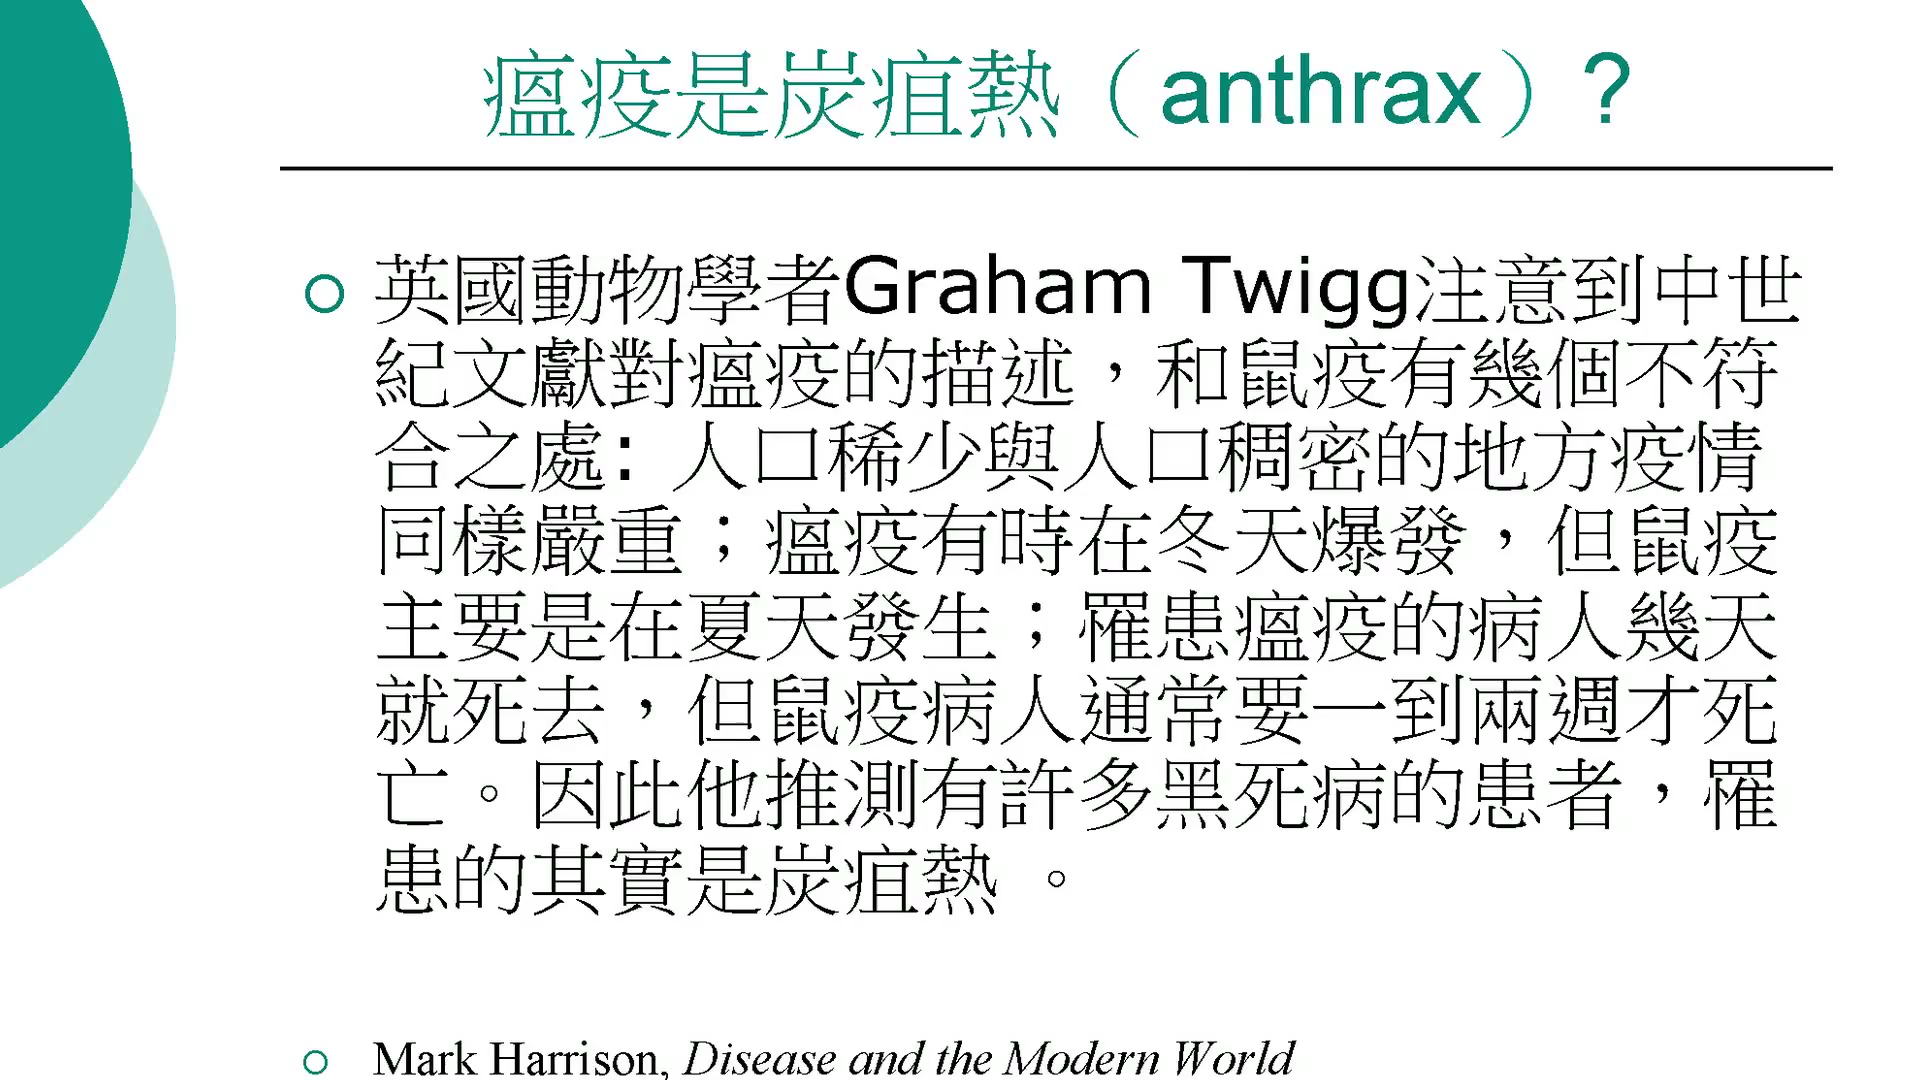 瘟疫是炭疽熱（anthrax）?
英國動物學者Graham Twigg注意到中世
紀文獻對瘟疫的描述，和鼠疫有幾個不符
合之處: 人口稀少與人口稠密的地方疫情
同樣嚴重；瘟疫有時在冬天爆發，但鼠疫
主要是在夏天發生；罹患瘟疫的病人幾天
就死去，但鼠疫病人通常要一到兩週才死
亡。因此他推測有許多黑死病的患者，罹
患的其實是炭疽熱 。
Mark Harrison, Disease and the Modern World